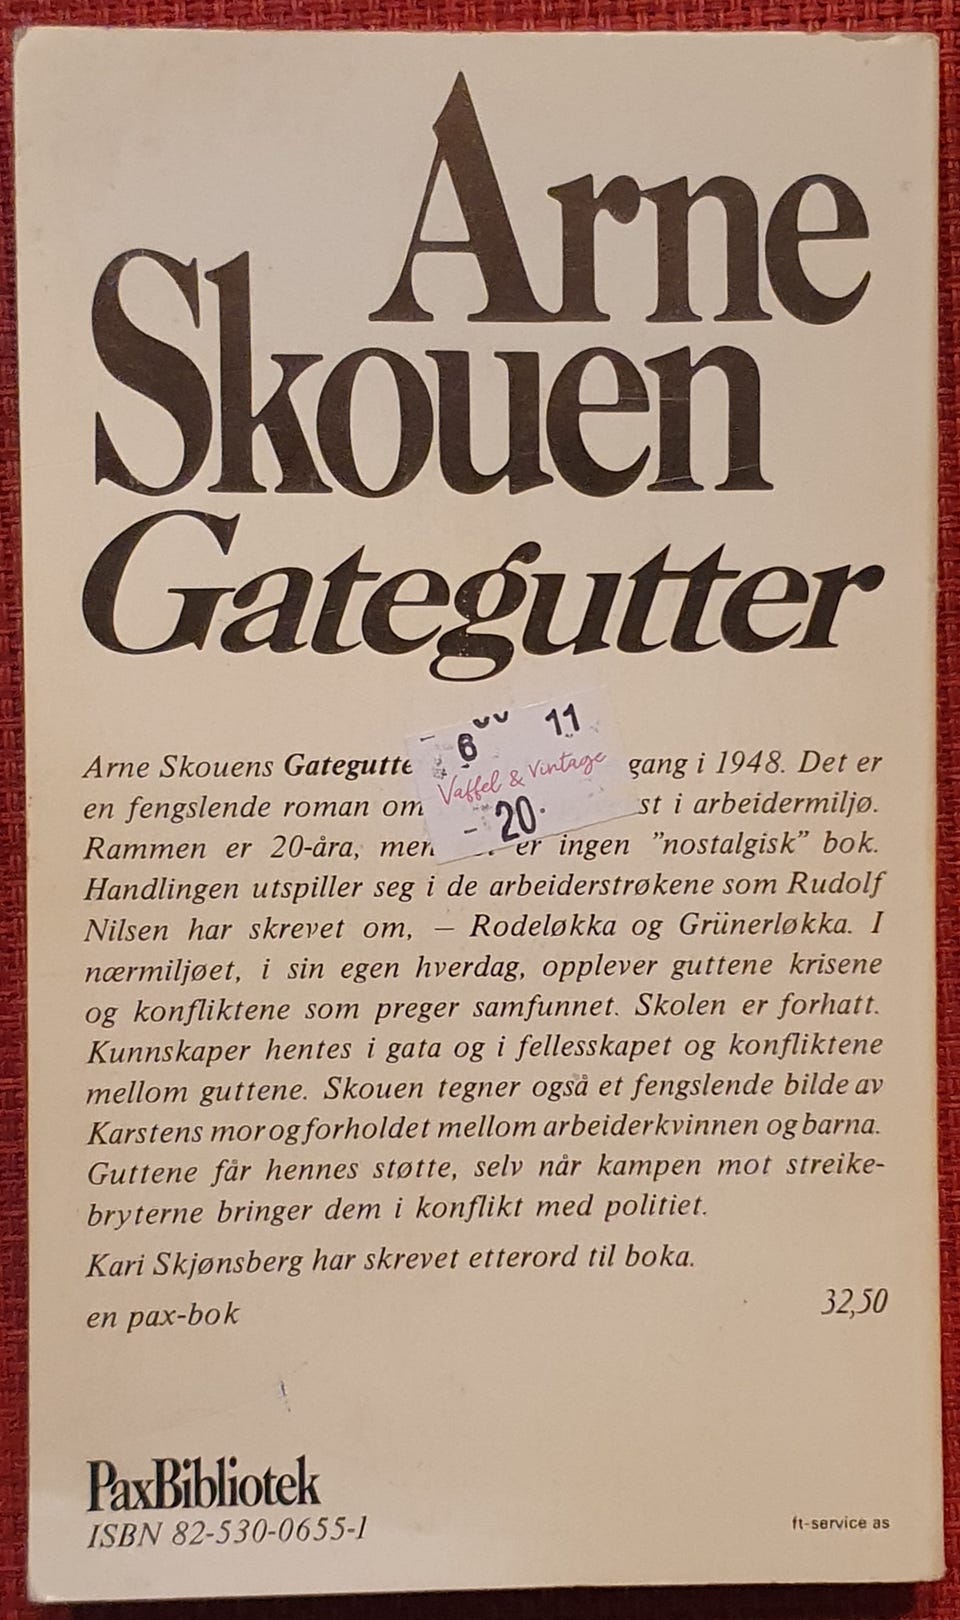 Arne
Skouen
Gategutter
6 11
Vaffel & Vintage
20.
Arne Skouens Gategutte gang i 1948. Det er
en fengslende roman om st i arbeidermiljø.
Rammen er 20-åra, men er ingen ”nostalgisk” bok.
Handlingen utspiller seg i de arbeiderstrøkene som Rudolf
Nilsen har skrevet om, — Rodeløkka og Grünerløkka. I
nærmiljøet, i sin egen hverdag, opplever guttene krisene
og konfliktene som preger samfunnet. Skolen er forhatt.
Kunnskaper hentes i gata og i fellesskapet og konfliktene
mellom guttene. Skouen tegner også et fengslende bilde av
Karstens mor og forholdet mellom arbeiderkvinnen og barna.
Guttene får hennes støtte, selv når kampen mot streike-
bryterne bringer dem i konflikt med politiet.
Kari Skjønsberg har skrevet etterord til boka.
en pax-bok
32,50
PaxBibliotek
ISBN 82-530-0655-1
ft-service as